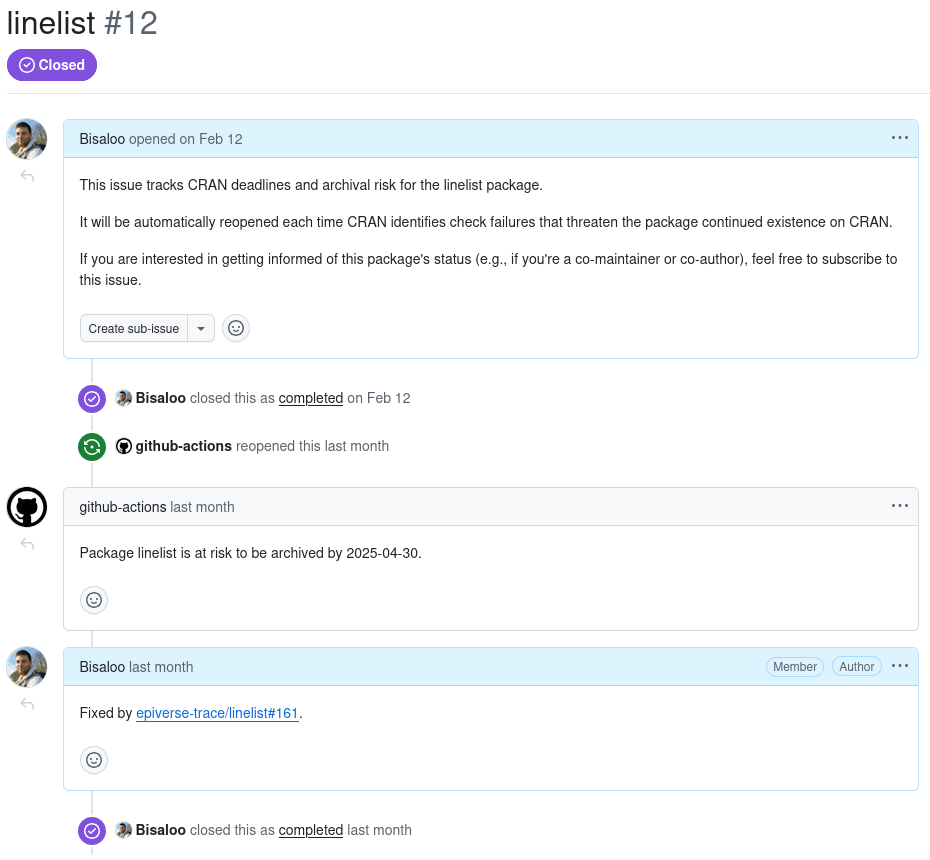 linelist #12
Closed
Bisaloo opened on Feb 12
This issue tracks CRAN deadlines and archival risk for the linelist package.
It will be automatically reopened each time CRAN identifies check failures that threaten the package continued existence on CRAN.
If you are interested in getting informed of this package's status (e.g., if you're a co-maintainer or co-author), feel free to subscribe to
this issue.
Create sub-issue
Bisaloo closed this as completed on Feb 12
github-actions reopened this last month
github-actions last month
Package linelist is at risk to be archived by 2025-04-30.
Bisaloo last month Member Author
Fixed by epiverse-trace/linelist#161.
Bisaloo closed this as completed last month